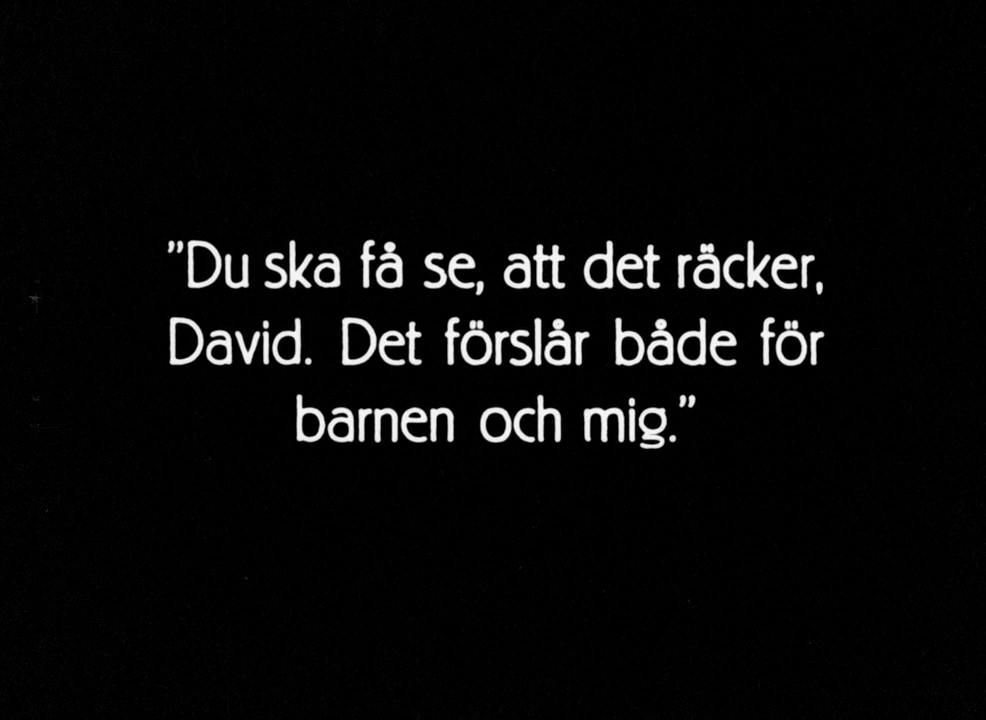 ”Du ska få se, att det räcker,
David. Det förslår både för
barnen och mig.”